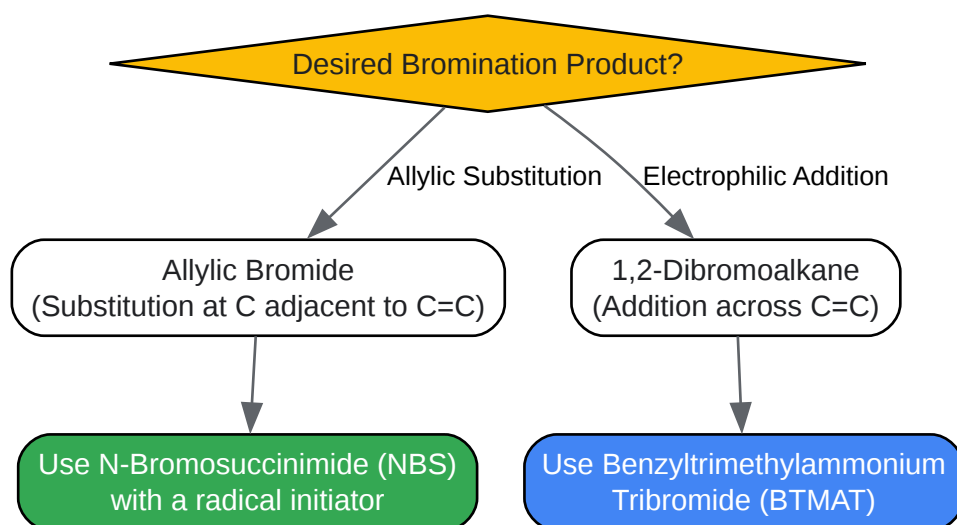 Desired Bromination Product?
Allylic Substitution
Electrophilic Addition
Allylic Bromide
(Substitution at C adjacent to C=C)
1,2-Dibromoalkane
(Addition across C=C)
Use N-Bromosuccinimide (NBS)
with a radical initiator
Use Benzyltrimethylammonium
Tribromide (BTMAT)